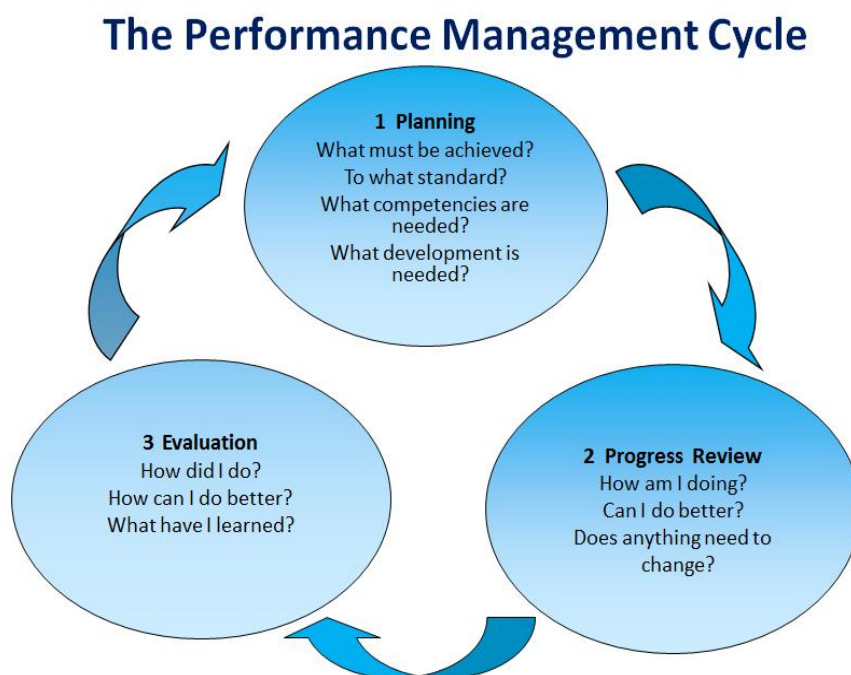 The Performance Management Cycle
1 Planning
What must be achieved?
To what standard?
What competencies are
needed?
What development is
needed?
2 Progress Review
How am I doing?
Can I do better?
Does anything need to
change?
3 Evaluation
How did I do?
How can I do better?
What have I learned?